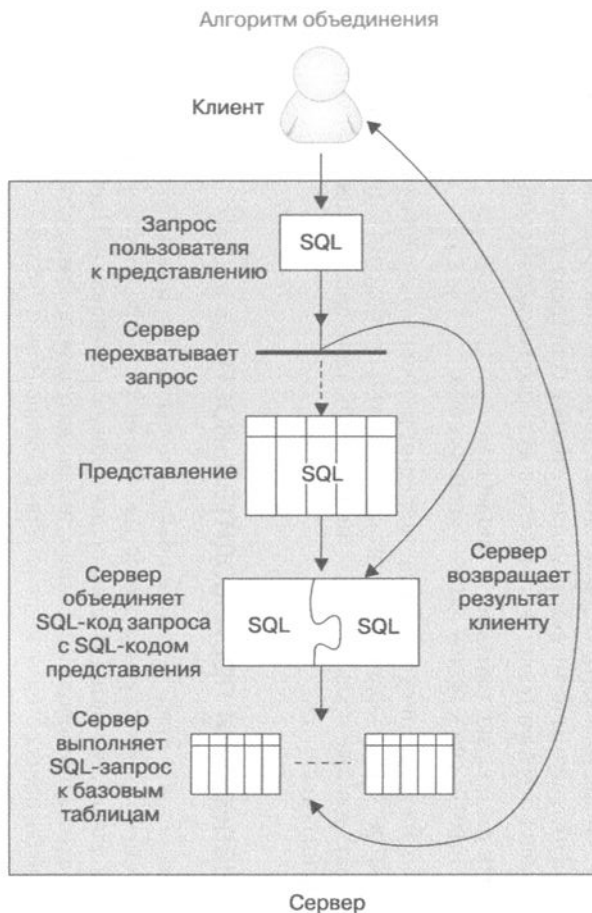 Алгоритм объединения
Клиент
Запрос
пользователя
к представлению
SQL
Сервер
перехватывает
запрос
Представление
SQL
Сервер
объединяет
SQL-код запроса
с SQL-кодом
представления
SQL
SQL
Сервер
возвращает
результат
клиенту
Сервер
выполняет
SQL-запрос
к базовым
таблицам
Сервер